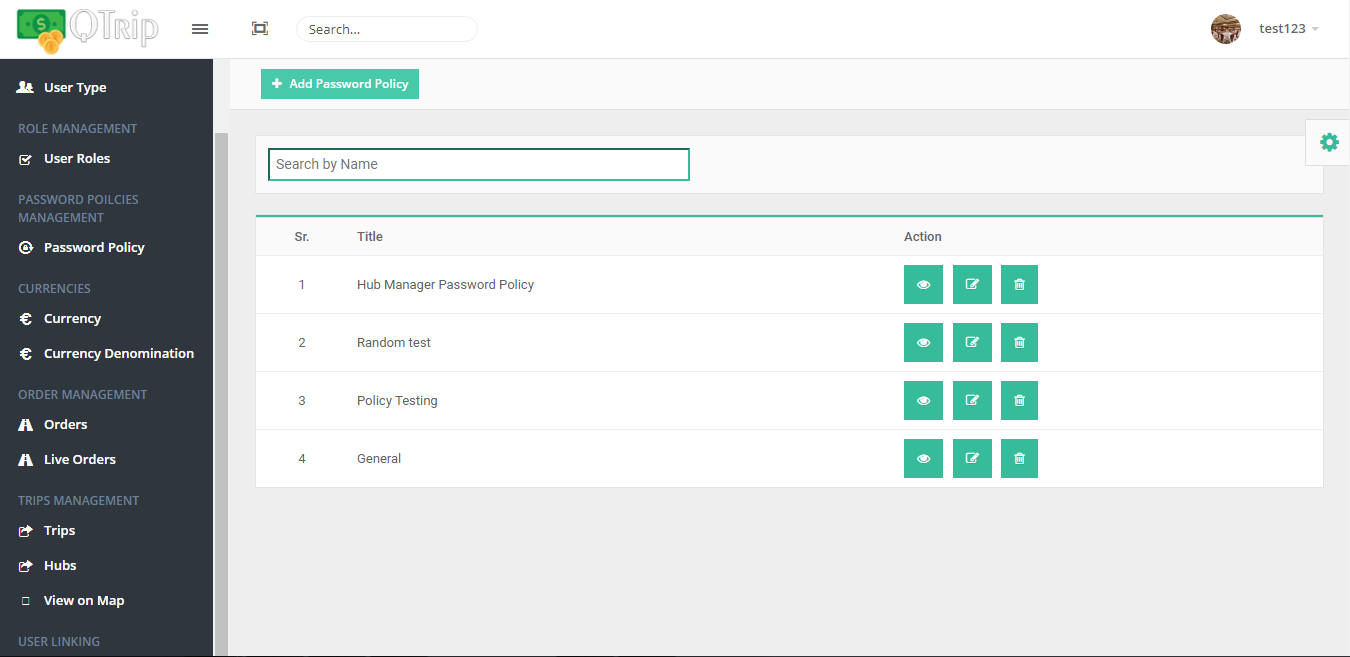 QTrip
Search...
test123
User Type
ROLE MANAGEMENT
User Roles
PASSWORD POILCIES
MANAGEMENT
Password Policy
CURRENCIES
Currency
Currency Denomination
ORDER MANAGEMENT
Orders
Live Orders
TRIPS MANAGEMENT
Trips
Hubs
View on Map
USER LINKING
Add Password Policy
Search by Name
Sr. Title Action
1 Hub Manager Password Policy
2 Random test
3 Policy Testing
4 General